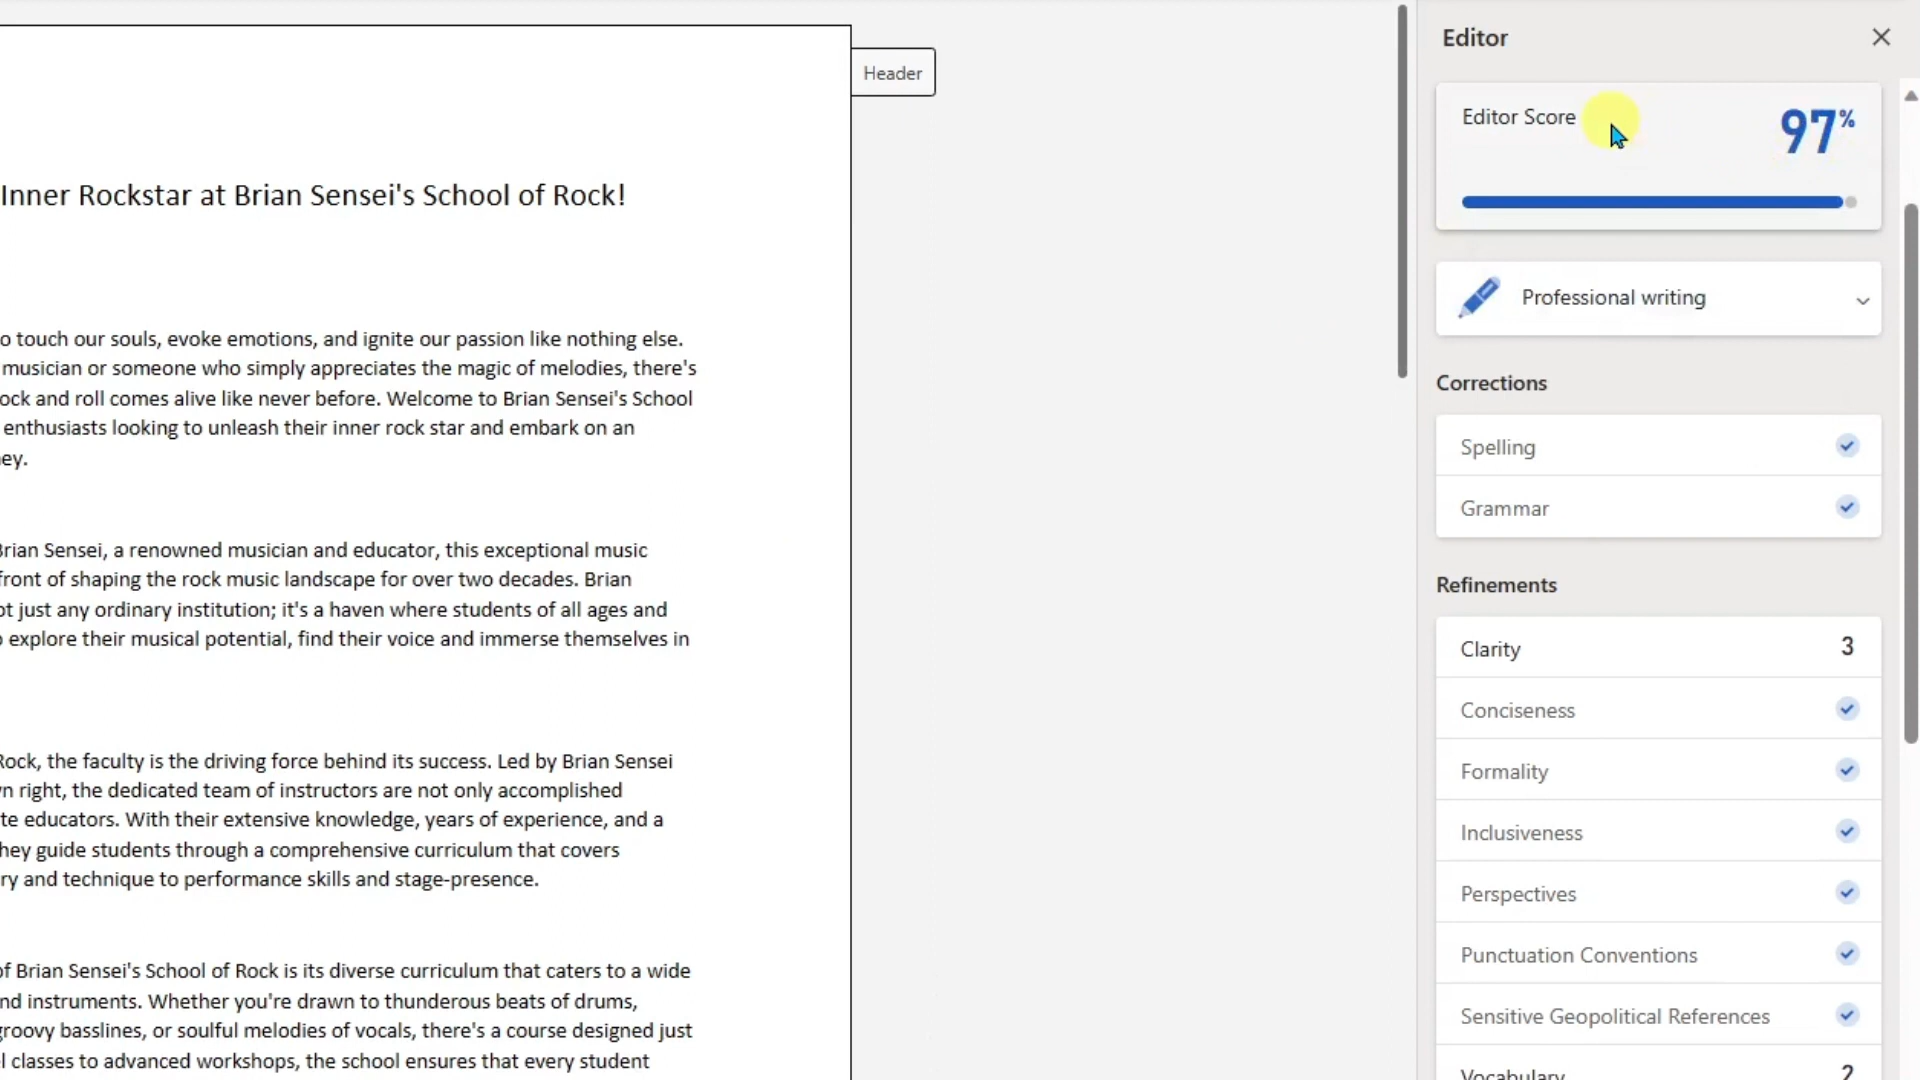 Header
Inner Rockstar at Brian Sensei's School of Rock!
o touch our souls, evoke emotions, and ignite our passion like nothing else.
musician or someone who simply appreciates the magic of melodies, there's
ock and roll comes alive like never before. Welcome to Brian Sensei's School
enthusiasts looking to unleash their inner rock star and embark on an
ey.
Brian Sensei, a renowned musician and educator, this exceptional music
front of shaping the rock music landscape for over two decades. Brian
ot just any ordinary institution; it's a haven where students of all ages and
o explore their musical potential, find their voice and immerse themselves in
Rock, the faculty is the driving force behind its success. Led by Brian Sensei
n right, the dedicated team of instructors are not only accomplished
te educators. With their extensive knowledge, years of experience, and a
hey guide students through a comprehensive curriculum that covers
ry and technique to performance skills and stage-presence.
of Brian Sensei's School of Rock is its diverse curriculum that caters to a wide
nd instruments. Whether you're drawn to thunderous beats of drums,
groovy basslines, or soulful melodies of vocals, there's a course designed just
l classes to advanced workshops, the school ensures that every student
Editor
Editor Score 97%
Professional writing
Corrections
Spelling
Grammar
Refinements
Clarity 3
Conciseness
Formality
Inclusiveness
Perspectives
Punctuation Conventions
Sensitive Geopolitical References
Vocabulary 2